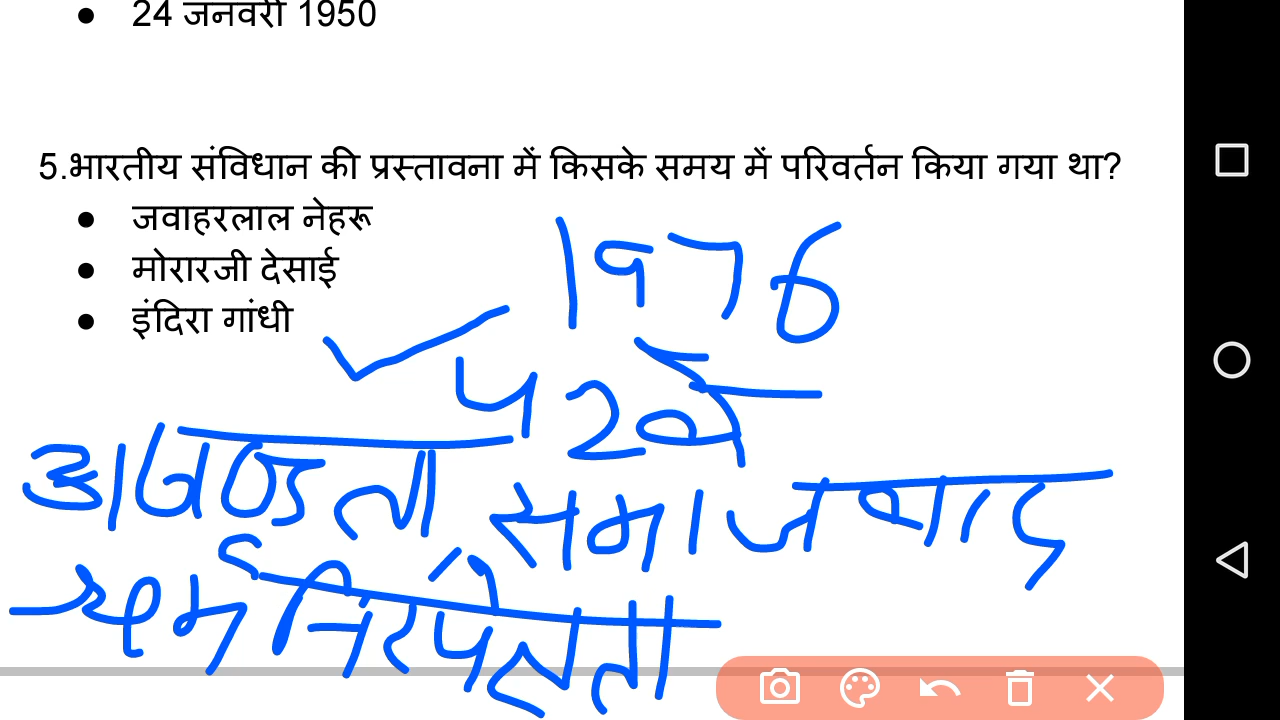 • 24 जनवरी 1950
5.भारतीय संविधान की प्रस्तावना में किसके समय में परिवर्तन किया गया था?
• जवाहरलाल नेहरू
• मोरारजी देसाई
• इंदिरा गांधी
1976
42वें
अखण्डता समाजवाद
धर्मनिरपेक्षता